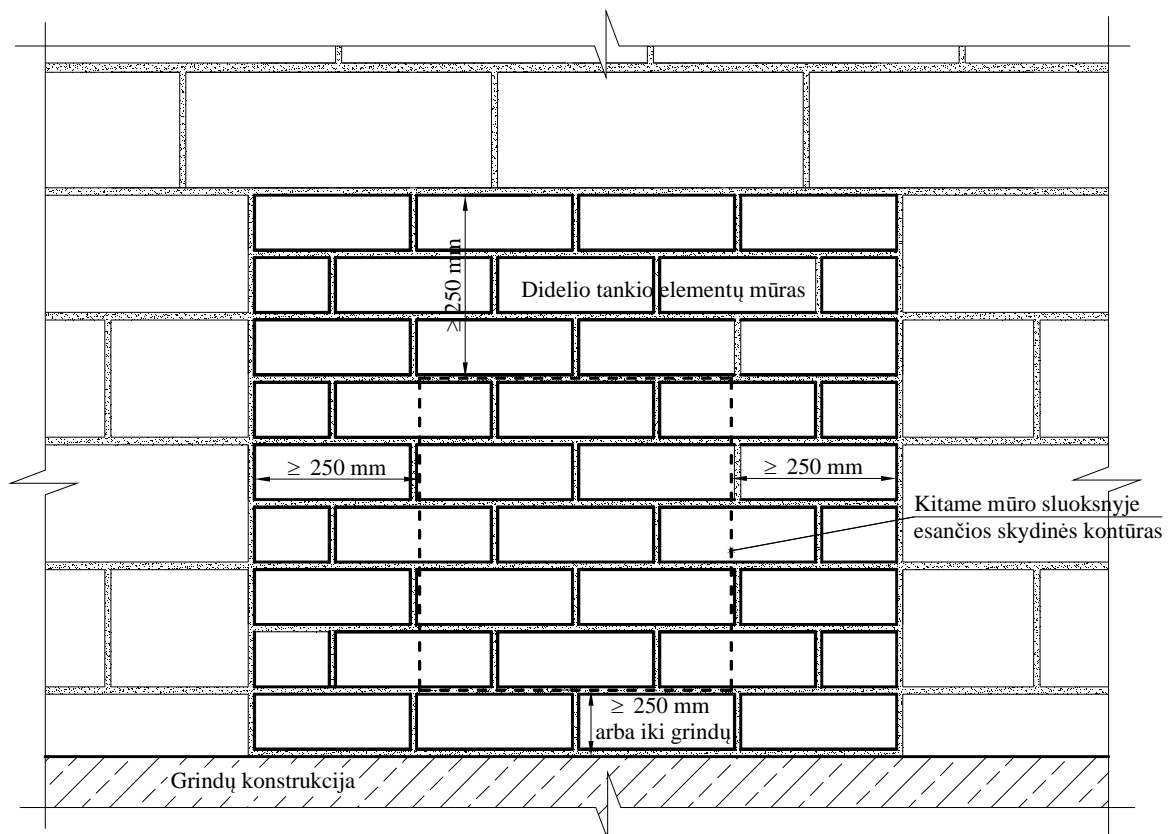 ≥ 250 mm
Didelio tankio elementų mūras
≥ 250 mm
≥ 250 mm
Kitame mūro sluoksnyje
esančios skydinės kontūras
≥ 250 mm
arba iki grindų
Grindų konstrukcija